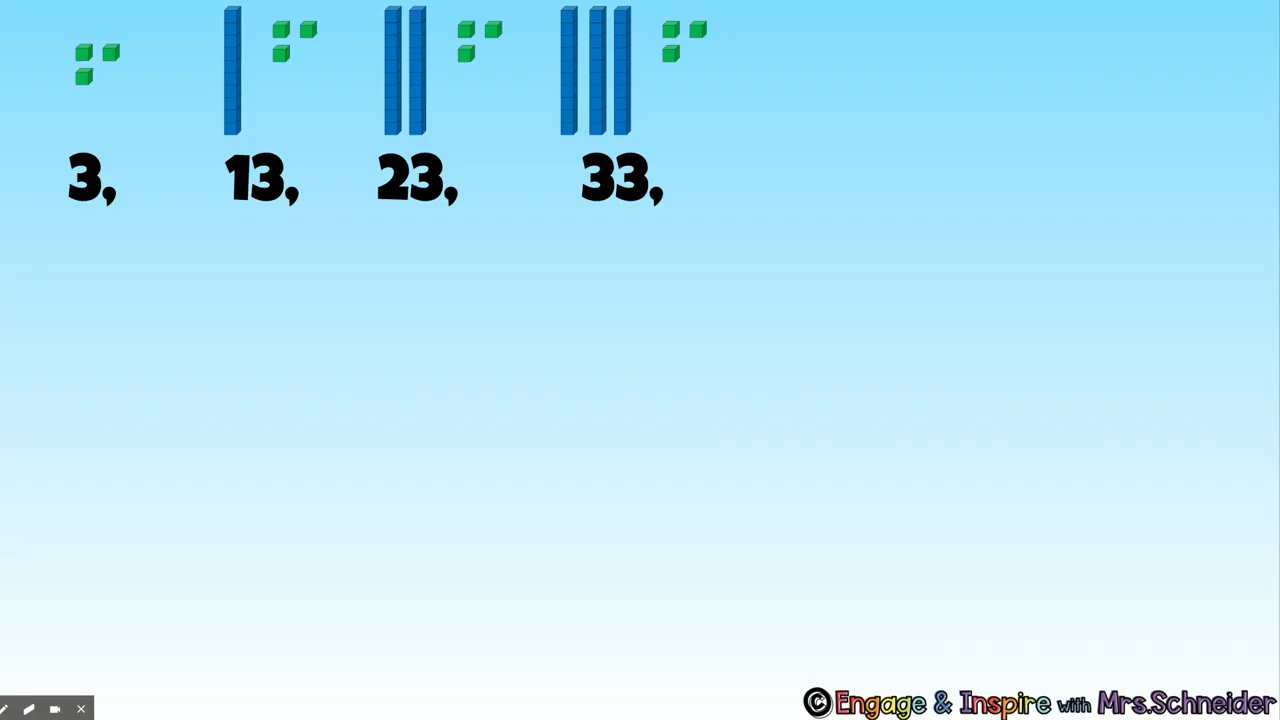 3, 13, 23, 33,
© Engage & Inspire with Mrs.Schneider